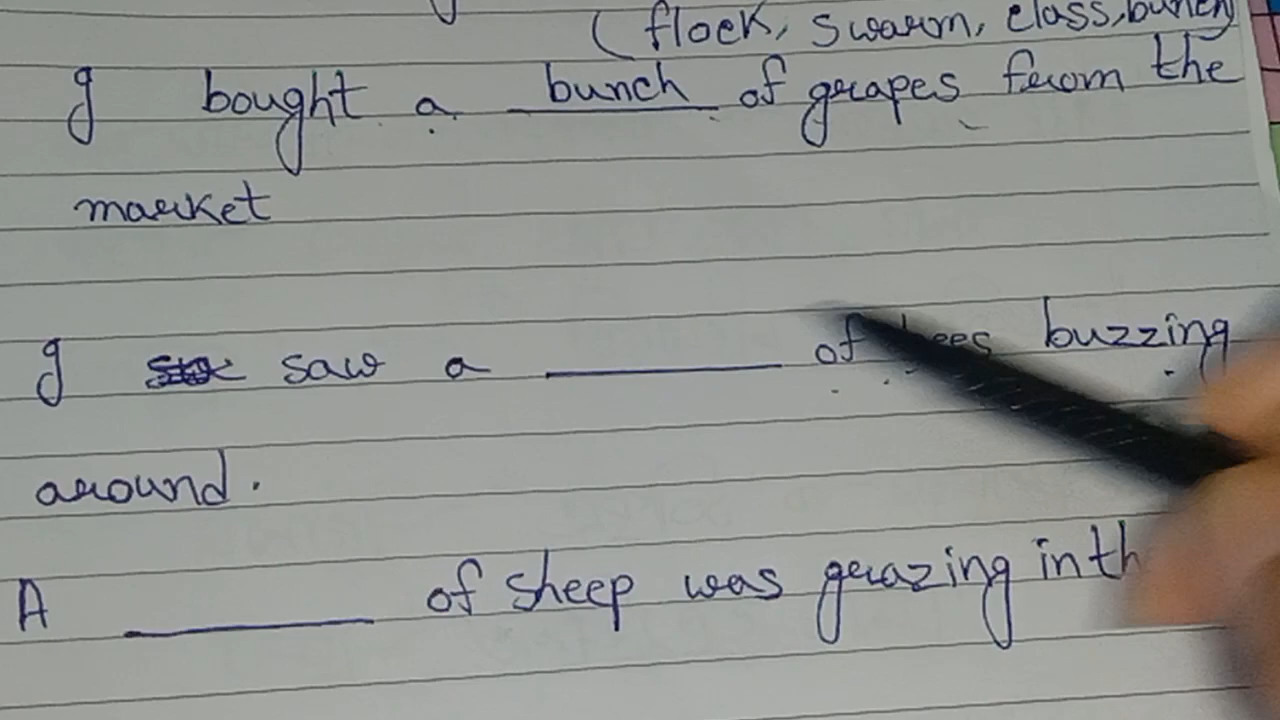 (flock, swarm, class, bunch)
I bought a bunch of grapes from the
market
I saw a ______ of bees buzzing
around.
A ______ of sheep was grazing in th